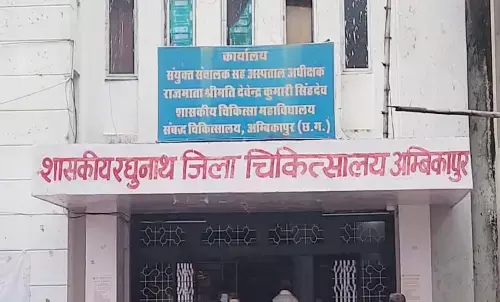 कार्यालय
संयुक्त संचालक सह अस्पताल अधीक्षक
राजमाता श्रीमति देवेन्द्र कुमारी सिंहदेव
शासकीय चिकित्सा महाविद्यालय
संबद्ध चिकित्सालय, अम्बिकापुर (छ.ग.)
शासकीय रघुनाथ जिला चिकित्सालय अम्बिकापुर